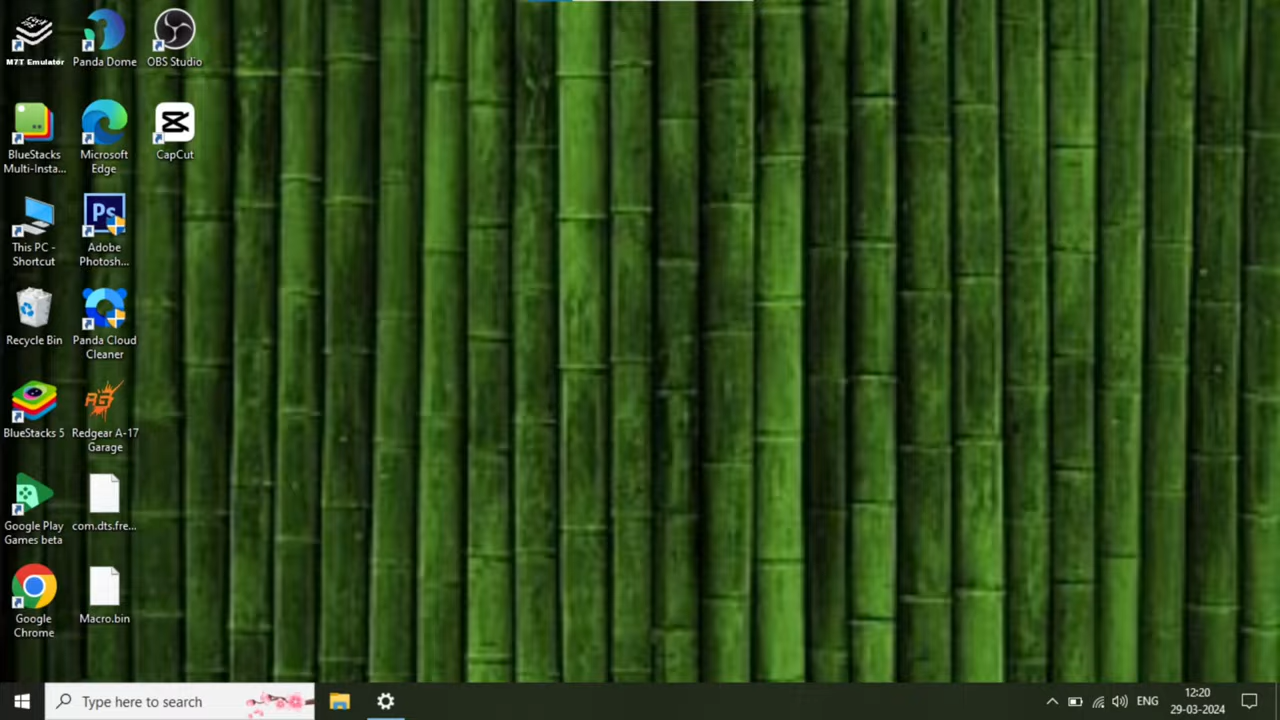 M7T Emulator
Panda Dome
OBS Studio
BlueStacks
Multi-Insta...
Microsoft
Edge
CapCut
This PC -
Shortcut
Ps
Adobe
Photosh...
Recycle Bin
Panda Cloud
Cleaner
BlueStacks 5
RG
Redgear A-17
Garage
Google Play
Games beta
com.dts.fre...
Google
Chrome
Macro.bin
Type here to search
ENG
12:20
29-03-2024